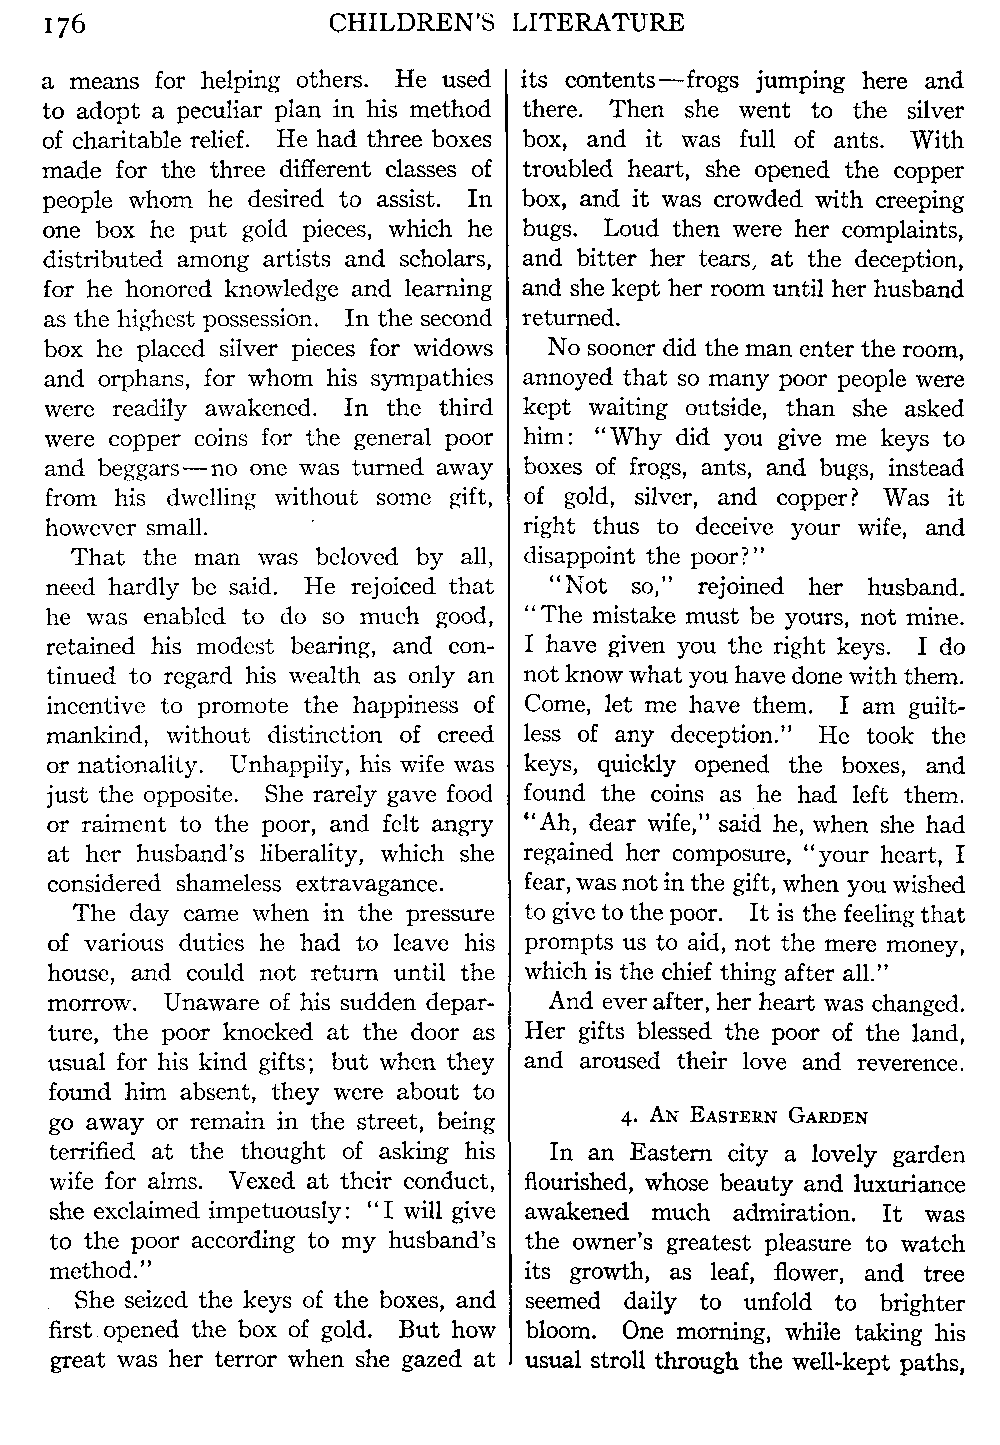 176
CHILDREN'S LITERATURE
a means for helping others. He used
to adopt a peculiar plan in his method
of charitable relief. He had three boxes
made for the three different classes of
people whom he desired to assist. In
one box he put gold pieces, which he
distributed among artists and scholars,
for he honored knowledge and learning
as the highest possession. In the second
box he placed silver pieces for widows
and orphans, for whom his sympathies
were readily awakened. In the third
were copper coins for the general poor
and beggars—no one was turned away
from his dwelling without some gift,
however small.
That the man was beloved by all,
need hardly be said. He rejoiced that
he was enabled to do so much good,
retained his modest bearing, and con-
tinued to regard his wealth as only an
incentive to promote the happiness of
mankind, without distinction of creed
or nationality. Unhappily, his wife was
just the opposite. She rarely gave food
or raiment to the poor, and felt angry
at her husband's liberality, which she
considered shameless extravagance.
The day came when in the pressure
of various duties he had to leave his
house, and could not return until the
morrow. Unaware of his sudden depar-
ture, the poor knocked at the door as
usual for his kind gifts; but when they
found him absent, they were about to
go away or remain in the street, being
terrified at the thought of asking his
wife for alms. Vexed at their conduct,
she exclaimed impetuously: "I will give
to the poor according to my husband's
method."
She seized the keys of the boxes, and
first opened the box of gold. But how
great was her terror when she gazed at
its contents—frogs jumping here and
there. Then she went to the silver
box, and it was full of ants. With
troubled heart, she opened the copper
box, and it was crowded with creeping
bugs. Loud then were her complaints,
and bitter her tears, at the deception,
and she kept her room until her husband
returned.
No sooner did the man enter the room,
annoyed that so many poor people were
kept waiting outside, than she asked
him: "Why did you give me keys to
boxes of frogs, ants, and bugs, instead
of gold, silver, and copper? Was it
right thus to deceive your wife, and
disappoint the poor?"
"Not so," rejoined her husband.
"The mistake must be yours, not mine.
I have given you the right keys. I do
not know what you have done with them.
Come, let me have them. I am guilt-
less of any deception." He took the
keys, quickly opened the boxes, and
found the coins as he had left them.
"Ah, dear wife," said he, when she had
regained her composure, "your heart, I
fear, was not in the gift, when you wished
to give to the poor. It is the feeling that
prompts us to aid, not the mere money,
which is the chief thing after all."
And ever after, her heart was changed.
Her gifts blessed the poor of the land,
and aroused their love and reverence.
4. AN EASTERN GARDEN
In an Eastern city a lovely garden
flourished, whose beauty and luxuriance
awakened much admiration. It was
the owner's greatest pleasure to watch
its growth, as leaf, flower, and tree
seemed daily to unfold to brighter
bloom. One morning, while taking his
usual stroll through the well-kept paths,